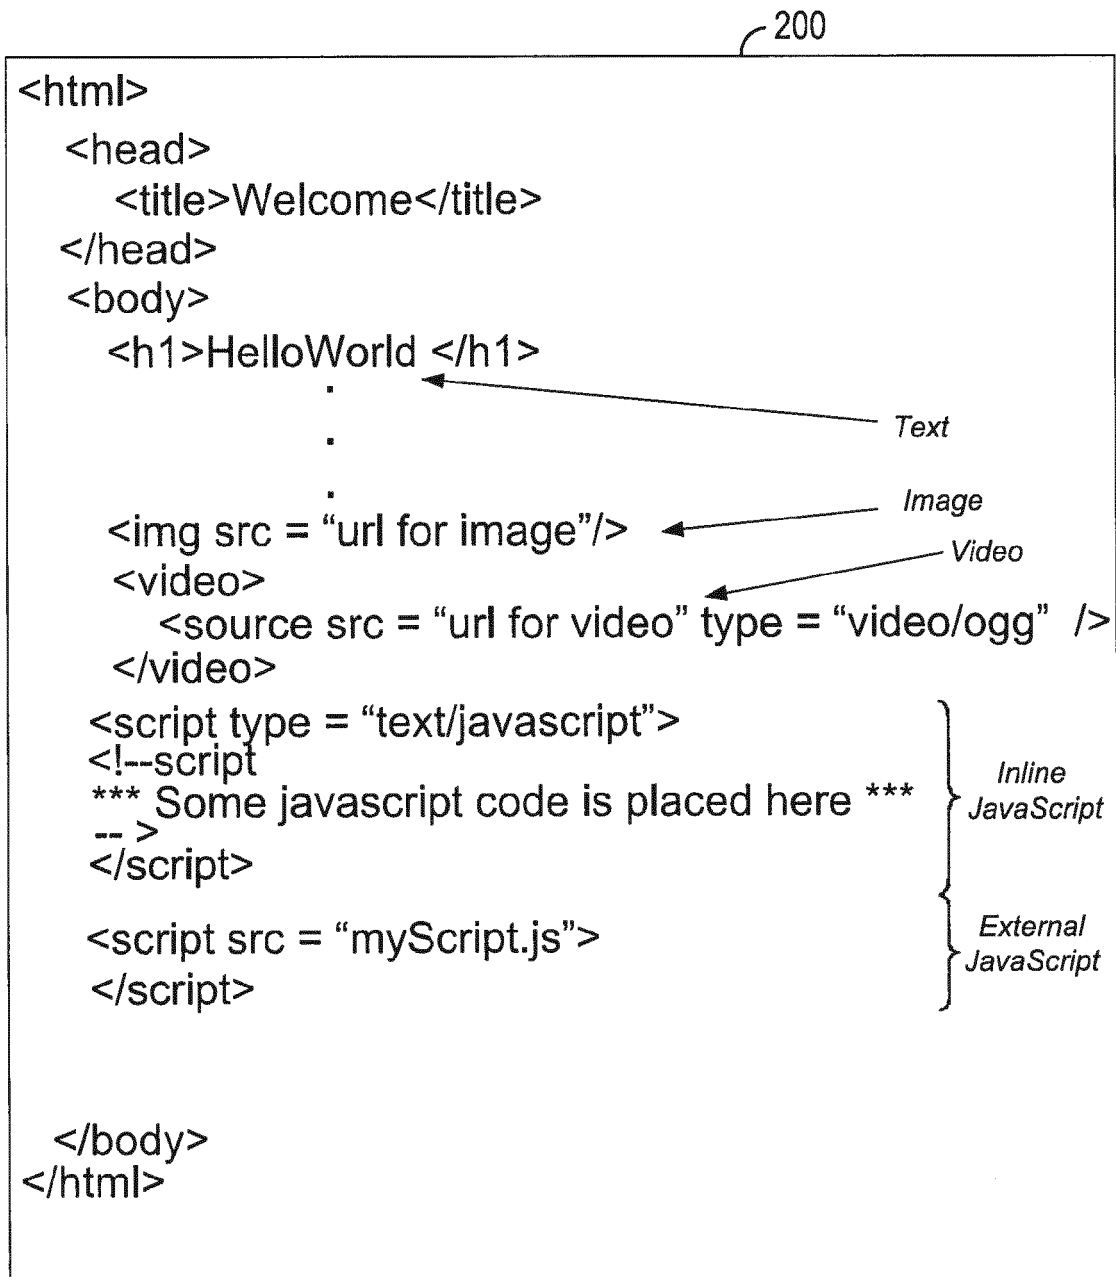 200
<html>
<head>
<title>Welcome</title>
</head>
<body>
<h1>HelloWorld </h1>
.
Text
.
.
Image
<img src = “url for image”/>
Video
<video>
<source src = “url for video” type = “video/ogg” />
</video>
<script type = “text/javascript”>
<!--script
Inline
JavaScript
*** Some javascript code is placed here ***
-- >
</script>
<script src = “myScript.js”>
External
JavaScript
</script>
</body>
</html>